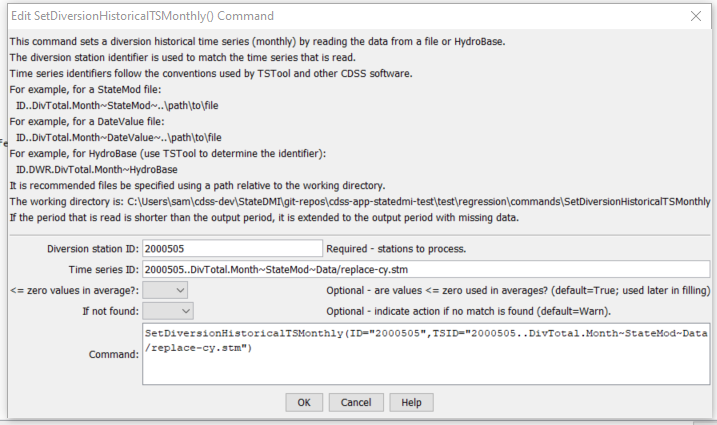 Edit SetDiversionHistoricalTSMonthly() Command
This command sets a diversion historical time series (monthly) by reading the data from a file or HydroBase.
The diversion station identifier is used to match the time series that is read.
Time series identifiers follow the conventions used by TSTool and other CDSS software.
For example, for a StateMod file:
ID..DivTotal.Month~StateMod~..\path\to\file
For example, for a DateValue file:
ID..DivTotal.Month~DateValue~..\path\to\file
For example, for HydroBase (use TSTool to determine the identifier):
ID.DWR.DivTotal.Month~HydroBase
It is recommended files be specified using a path relative to the working directory.
The working directory is: C:\Users\sam\cdss-dev\StateDMI\git-repos\cdss-app-statedmi-test\test\regression\commands\SetDiversionHistoricalTSMonthly
If the period that is read is shorter than the output period, it is extended to the output period with missing data.
Diversion station ID: 2000505 Required - stations to process.
Time series ID: 2000505..DivTotal.Month~StateMod~Data/replace-cy.stm
<= zero values in average?: Optional - are values <= zero used in averages? (default=True; used later in filling)
If not found: Optional - indicate action if no match is found (default=Warn).
Command: SetDiversionHistoricalTSMonthly(ID="2000505",TSID="2000505..DivTotal.Month~StateMod~Data
/replace-cy.stm")
OK Cancel Help